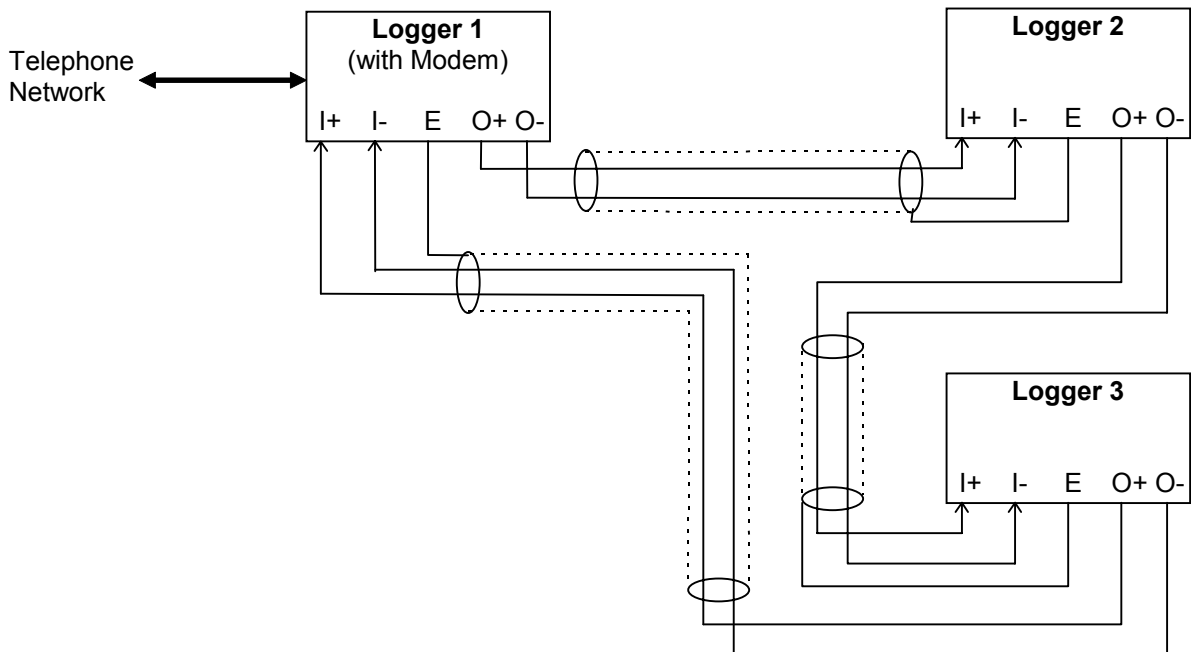 Logger 1
(with Modem)
I+ I- E O+ O-
Telephone
Network
Logger 2
I+ I- E O+ O-
Logger 3
I+ I- E O+ O-